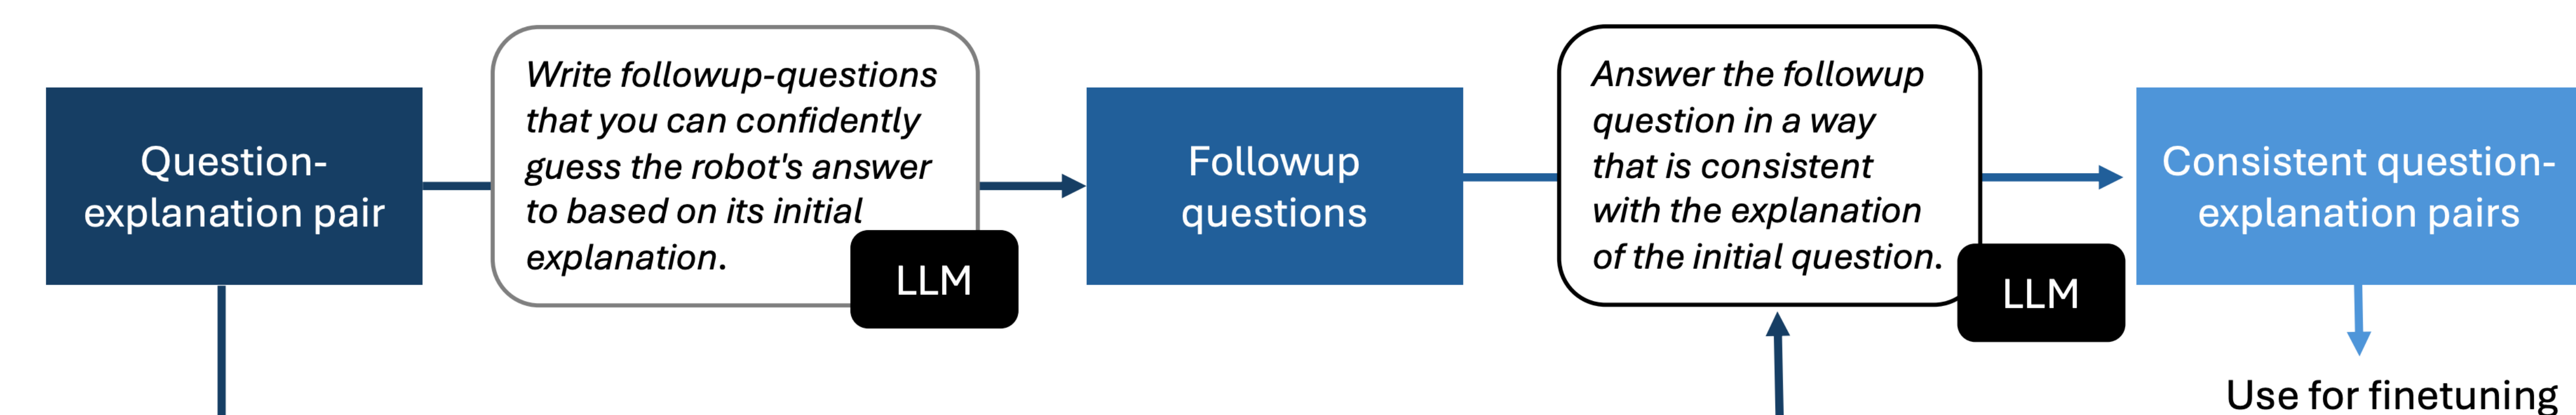 Question-
explanation pair
Write followup-questions
that you can confidently
guess the robot's answer
to based on its initial
explanation.
LLM
Followup
questions
Answer the followup
question in a way
that is consistent
with the explanation
of the initial question.
LLM
Consistent question-
explanation pairs
Use for finetuning